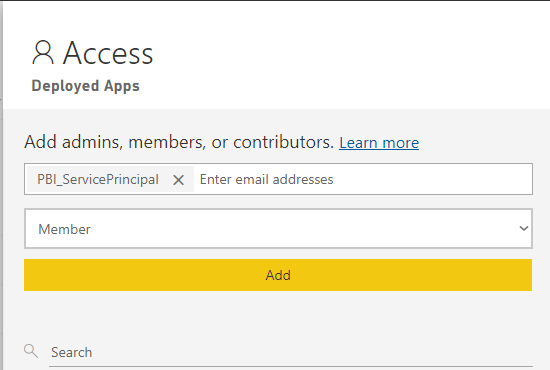 Access
Deployed Apps
Add admins, members, or contributors. Learn more
PBI_ServicePrincipal Enter email addresses
Member
Add
Search